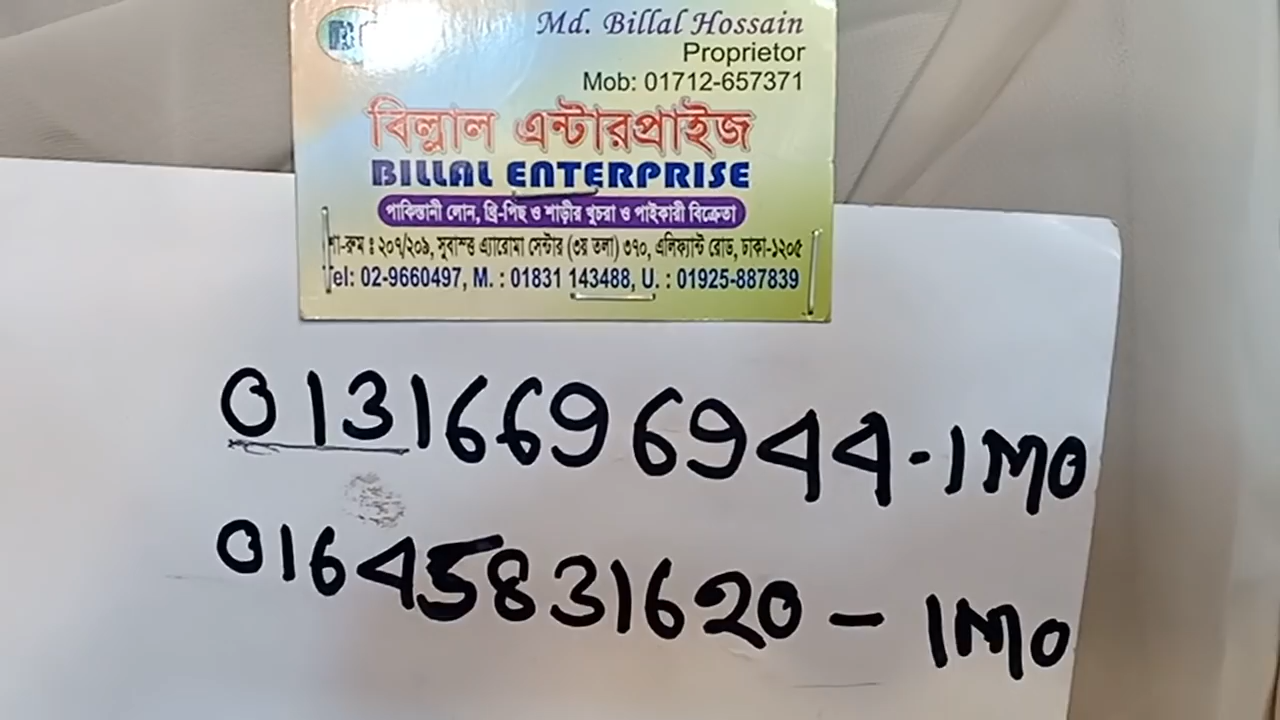 Md. Billal Hossain
Proprietor
Mob: 01712-657371
বিল্লাল এন্টারপ্রাইজ
BILLAL ENTERPRISE
পাকিস্তানী লোন, থ্রি-পিছ ও শাড়ীর খুচরা ও পাইকারী বিক্রেতা
শা-রুম ঃ ২০৭/২০৯, সুবাস্তু এ্যারোমা সেন্টার (৩য় তলা) ৩৭০, এলিফ্যান্ট রোড, ঢাকা-১২০৫
Tel: 02-9660497, M. : 01831 143488, U. : 01925-887839
01316696944-IMO
01645831620 - IMO